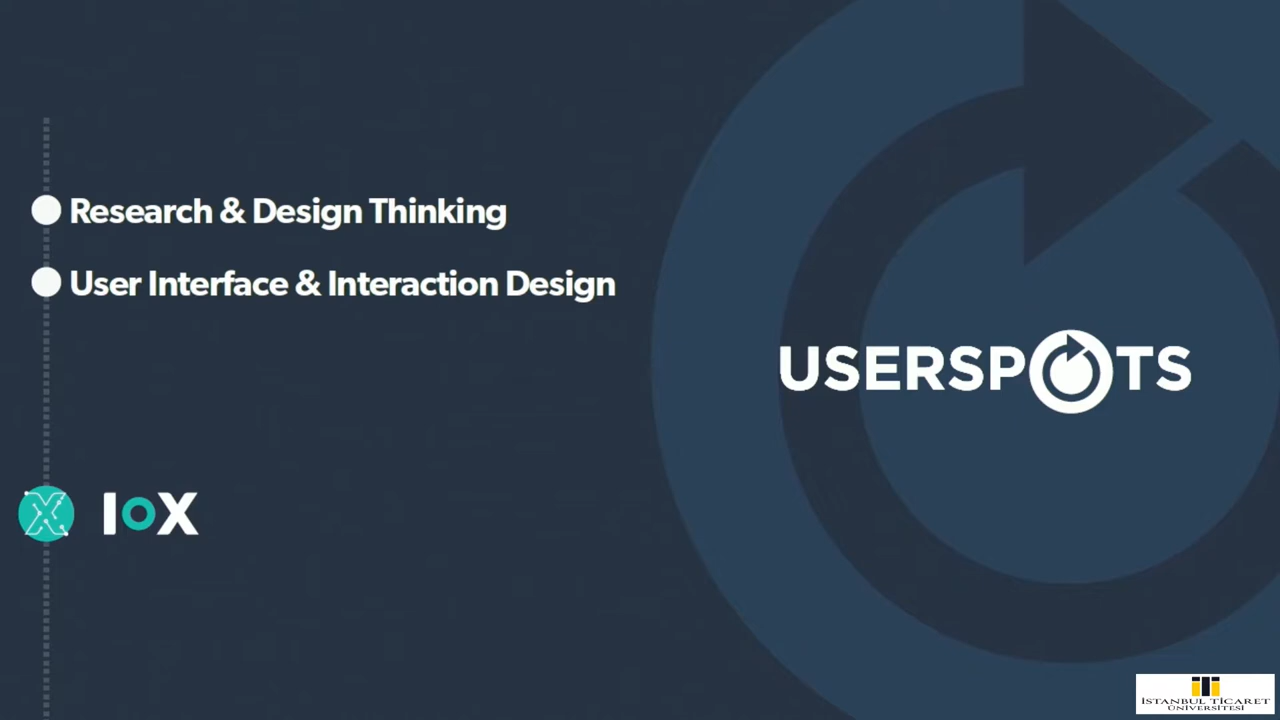 Research & Design Thinking
User Interface & Interaction Design
USERSPOTS
IoX
İSTANBUL TİCARET
ÜNİVERSİTESİ